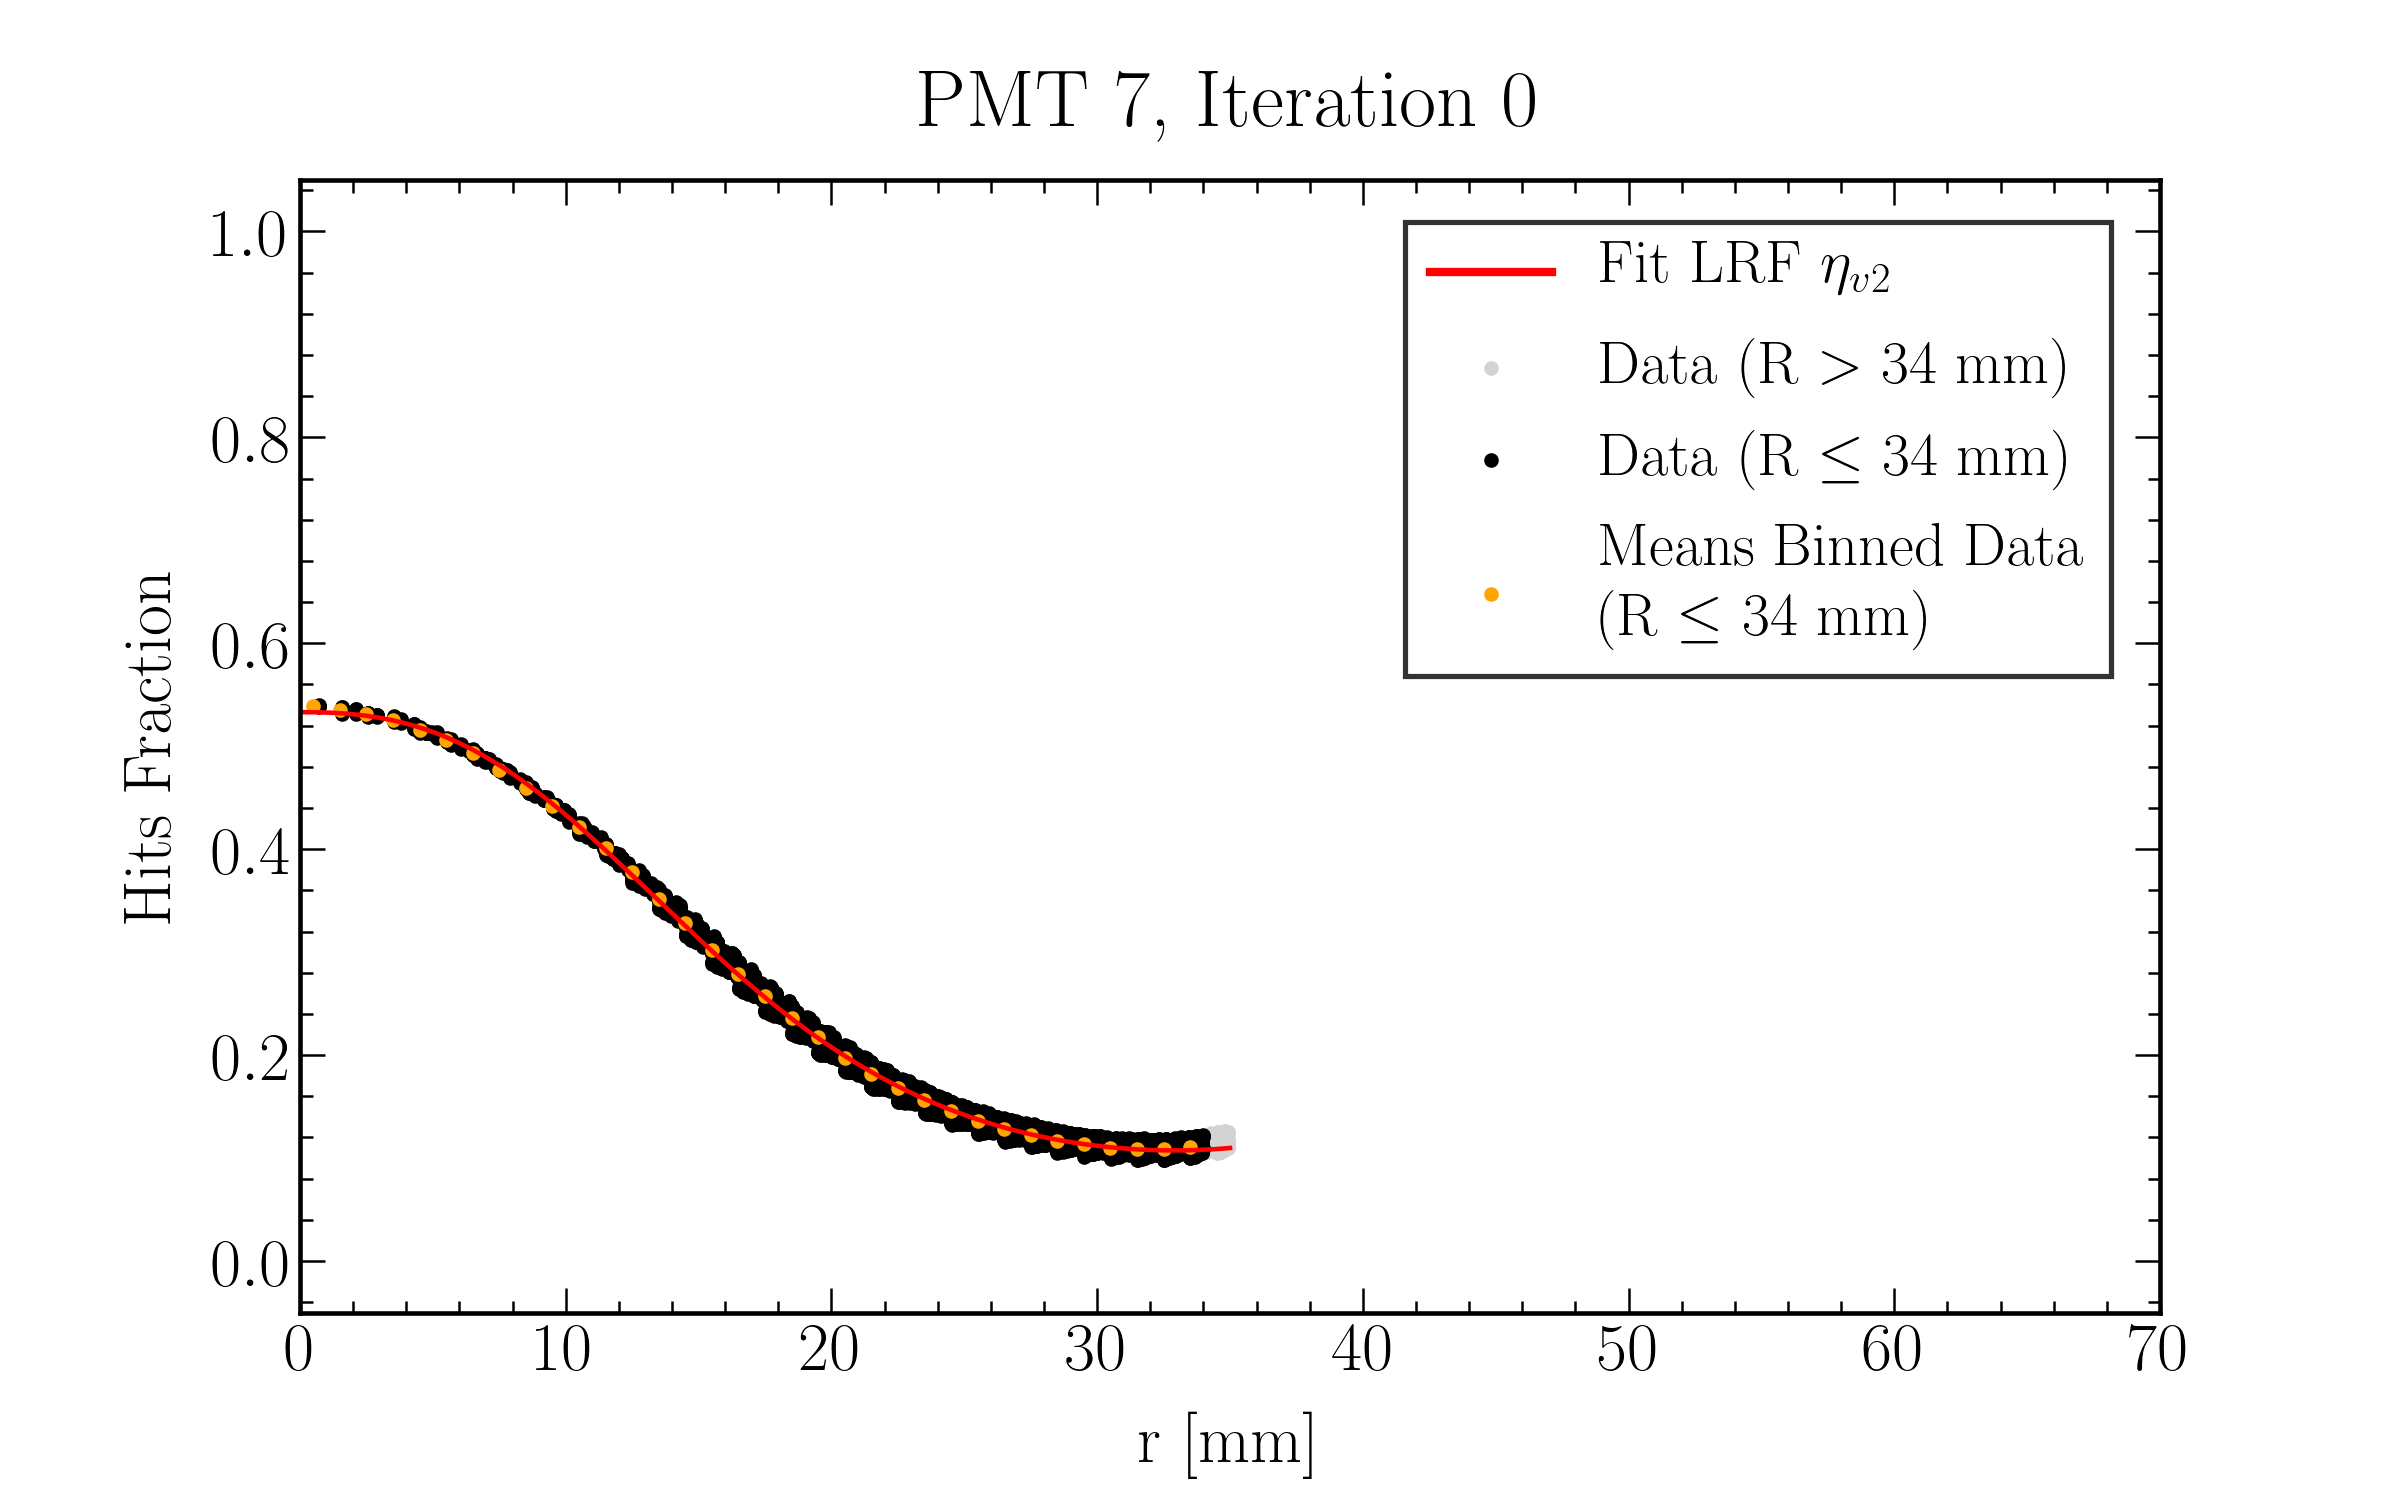 PMT 7, Iteration 0
Hits Fraction
1.0
0.8
0.6
0.4
0.2
0.0
Fit LRF η_{v2}
Data (R > 34 mm)
Data (R ≤ 34 mm)
Means Binned Data
(R ≤ 34 mm)
0 10 20 30 40 50 60 70
r [mm]